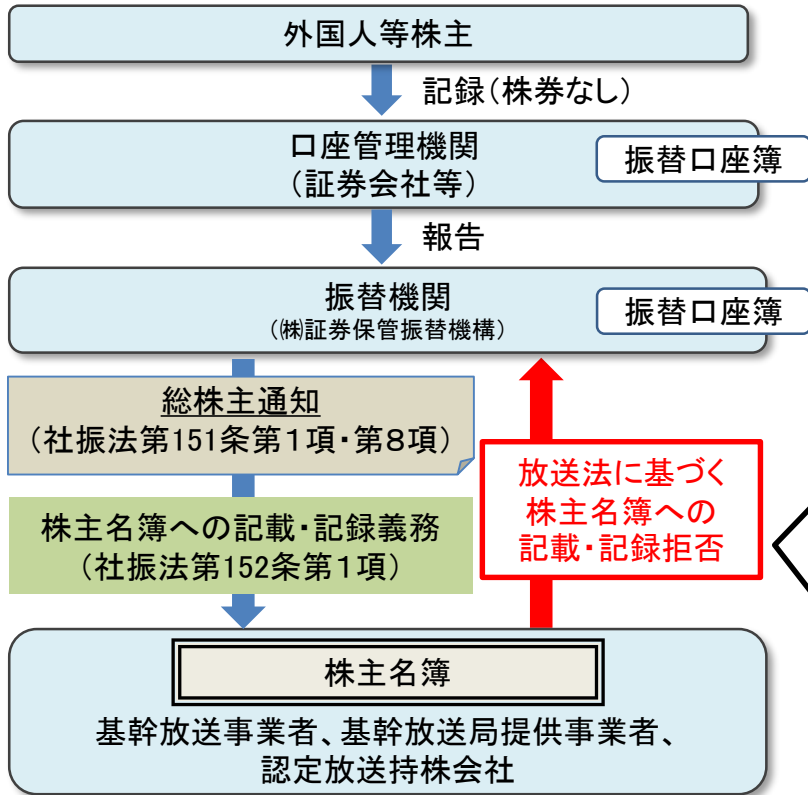 外国人等株主
記録(株券なし)
口座管理機関
(証券会社等)
振替口座簿
報告
振替機関
(㈱証券保管振替機構)
振替口座簿
総株主通知
(社振法第151条第1項・第8項)
株主名簿への記載・記録義務
(社振法第152条第1項)
放送法に基づく
株主名簿への
記載・記録拒否
株主名簿
基幹放送事業者、基幹放送局提供事業者、
認定放送持株会社